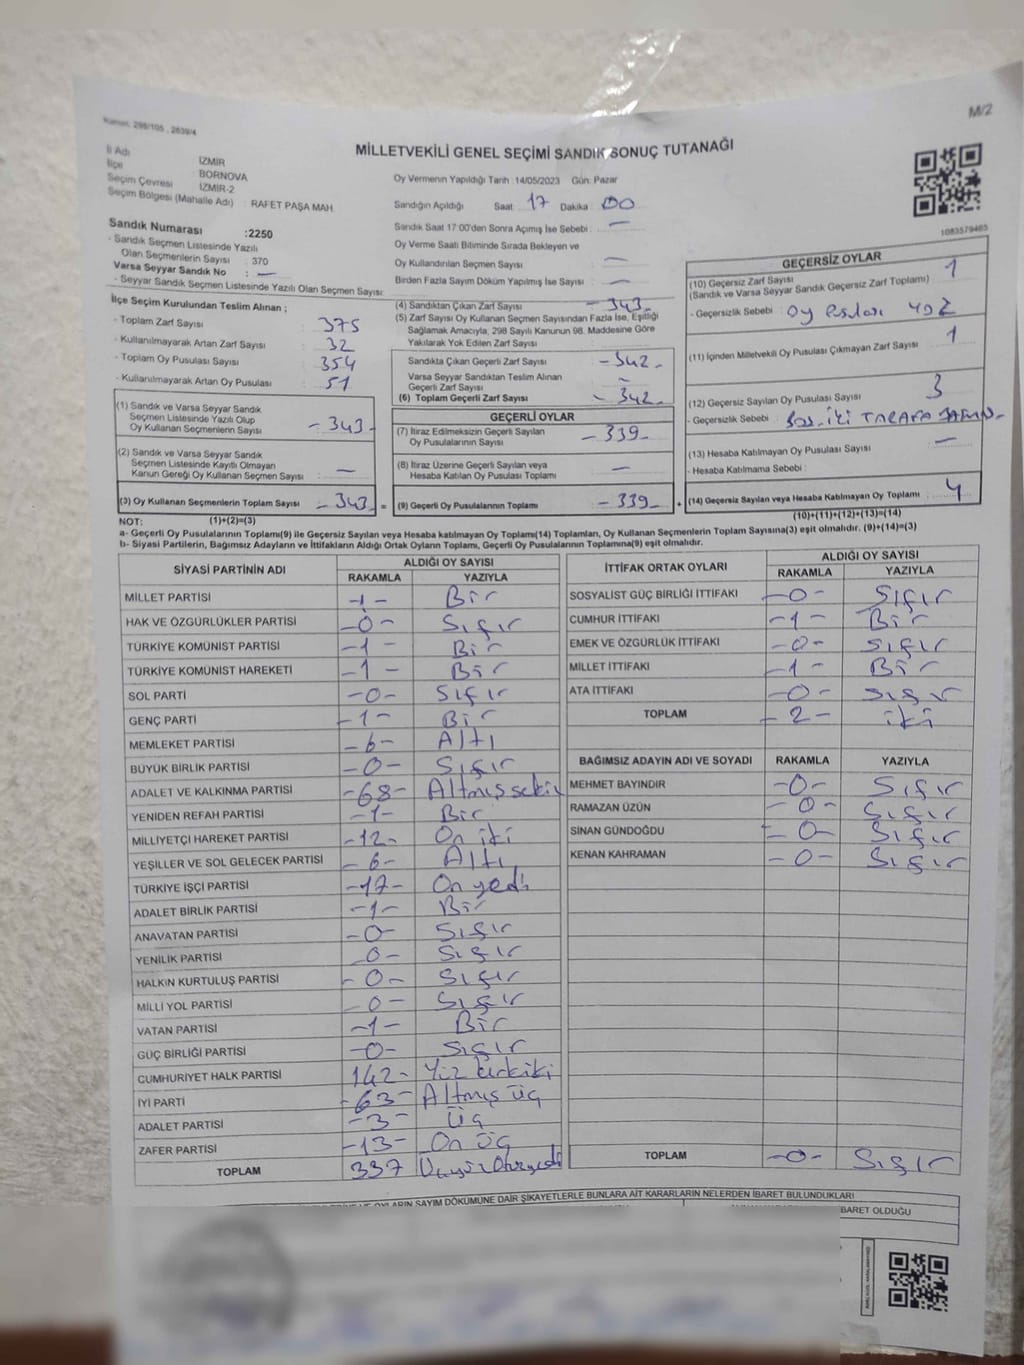 Kanun: 298/105 , 2839/4
M/2
MİLLETVEKİLİ GENEL SEÇİMİ SANDIK SONUÇ TUTANAĞI
İl Adı İZMİR
İlçe BORNOVA
Seçim Çevresi İZMİR-2
Seçim Bölgesi (Mahalle Adı) : RAFET PAŞA MAH.
Sandık Numarası :2250
- Sandık Seçmen Listesinde Yazılı
Olan Seçmenlerin Sayısı : 370
Varsa Seyyar Sandık No : —
- Seyyar Sandık Seçmen Listesinde Yazılı Olan Seçmen Sayısı:
Oy Vermenin Yapıldığı Tarih :14/05/2023 Gün: Pazar
Sandığın Açıldığı Saat 17 Dakika 00
Sandık Saat 17:00'den Sonra Açımış İse Sebebi : —
Oy Verme Saati Bitiminde Sırada Bekleyen ve
Oy Kullandırılan Seçmen Sayısı : —
Birden Fazla Sayım Döküm Yapılmış İse Sayısı : —
1083579465
İlçe Seçim Kurulundan Teslim Alınan ;
- Toplam Zarf Sayısı : 375
- Kullanılmayarak Artan Zarf Sayısı : 32
- Toplam Oy Pusulası Sayısı : 354
- Kullanılmayarak Artan Oy Pusulası : 51
(1) Sandık ve Varsa Seyyar Sandık
Seçmen Listesinde Yazılı Olup
Oy Kullanan Seçmenlerin Sayısı : - 343 -
(2) Sandık ve Varsa Seyyar Sandık
Seçmen Listesinde Kayıtlı Olmayan
Kanun Gereği Oy Kullanan Seçmen Sayısı : —
(3) Oy Kullanan Seçmenlerin Toplam Sayısı - 343 - =
(4) Sandıktan Çıkan Zarf Sayısı : - 343 -
(5) Zarf Sayısı Oy Kullanan Seçmen Sayısından Fazla İse, Eşitliği
Sağlamak Amacıyla, 298 Sayılı Kanunun 98. Maddesine Göre
Yakılarak Yok Edilen Zarf Sayısı :
Sandıkta Çıkan Geçerli Zarf Sayısı - 342 -
Varsa Seyyar Sandıktan Teslim Alınan
Geçerli Zarf Sayısı —
(6) Toplam Geçerli Zarf Sayısı - 342 -
GEÇERLİ OYLAR
(7) İtiraz Edilmeksizin Geçerli Sayılan
Oy Pusulalarının Sayısı : - 339 -
(8) İtiraz Üzerine Geçerli Sayılan veya
Hesaba Katılan Oy Pusulası Toplamı : —
(9) Geçerli Oy Pusulalarının Toplamı - 339 - +
GEÇERSİZ OYLAR
(10) Geçersiz Zarf Sayısı : 1
(Sandık ve Varsa Seyyar Sandık Geçersiz Zarf Toplamı)
- Geçersizlik Sebebi : Oy Pusulası
(11) İçinden Milletvekili Oy Pusulası Çıkmayan Zarf Sayısı : 1
(12) Geçersiz Sayılan Oy Pusulası Sayısı : 3
- Geçersizlik Sebebi : İKİ TARAFA
(13) Hesaba Katılmayan Oy Pusulası Sayısı : —
- Hesaba Katılmama Sebebi :
(14) Geçersiz Sayılan veya Hesaba Katılmayan Oy Toplamı : 4
(10)+(11)+(12)+(13)=(14)
NOT: (1)+(2)=(3)
a- Geçerli Oy Pusulalarının Toplamı(9) ile Geçersiz Sayılan veya Hesaba katılmayan Oy Toplamı(14) Toplamları, Oy Kullanan Seçmenlerin Toplam Sayısına(3) eşit olmalıdır. (9)+(14)=(3)
b- Siyasi Partilerin, Bağımsız Adayların ve İttifakların Aldığı Ortak Oyların Toplamı, Geçerli Oy Pusulalarının Toplamına(9) eşit olmalıdır.
SİYASİ PARTİNİN ADI ALDIĞI OY SAYISI
RAKAMLA YAZIYLA
MİLLET PARTİSİ -1- Bir
HAK VE ÖZGÜRLÜKLER PARTİSİ -0- Sıfır
TÜRKİYE KOMÜNİST PARTİSİ -1- Bir
TÜRKİYE KOMÜNİST HAREKETİ -1- Bir
SOL PARTİ -0- Sıfır
GENÇ PARTİ -1- Bir
MEMLEKET PARTİSİ -6- Altı
BÜYÜK BİRLİK PARTİSİ -0- Sıfır
ADALET VE KALKINMA PARTİSİ -68- Altmışsekiz
YENİDEN REFAH PARTİSİ -1- Bir
MİLLİYETÇİ HAREKET PARTİSİ -12- On iki
YEŞİLLER VE SOL GELECEK PARTİSİ -6- Altı
TÜRKİYE İŞÇİ PARTİSİ -17- On yedi
ADALET BİRLİK PARTİSİ -1- Bir
ANAVATAN PARTİSİ -0- Sıfır
YENİLİK PARTİSİ -0- Sıfır
HALKIN KURTULUŞ PARTİSİ -0- Sıfır
MİLLİ YOL PARTİSİ -0- Sıfır
VATAN PARTİSİ -1- Bir
GÜÇ BİRLİĞİ PARTİSİ -0- Sıfır
CUMHURİYET HALK PARTİSİ 142- Yüz kırkiki
İYİ PARTİ -63- Altmış üç
ADALET PARTİSİ -3- Üç
ZAFER PARTİSİ -13- On üç
TOPLAM 337 Üçyüzotuzyedi
İTTİFAK ORTAK OYLARI ALDIĞI OY SAYISI
RAKAMLA YAZIYLA
SOSYALİST GÜÇ BİRLİĞİ İTTİFAKI -0- Sıfır
CUMHUR İTTİFAKI -1- Bir
EMEK VE ÖZGÜRLÜK İTTİFAKI -0- Sıfır
MİLLET İTTİFAKI -1- Bir
ATA İTTİFAKI -0- Sıfır
TOPLAM -2- iki
BAĞIMSIZ ADAYIN ADI VE SOYADI RAKAMLA YAZIYLA
MEHMET BAYINDIR -0- Sıfır
RAMAZAN ÜZÜN -0- Sıfır
SİNAN GÜNDOĞDU -0- Sıfır
KENAN KAHRAMAN -0- Sıfır
TOPLAM -0- Sıfır
OYLARIN SAYIM DÖKÜMÜNE DAİR ŞİKAYETLERLE BUNLARA AİT KARARLARIN NELERDEN İBARET BULUNDUKLARI
İBARET OLDUĞU